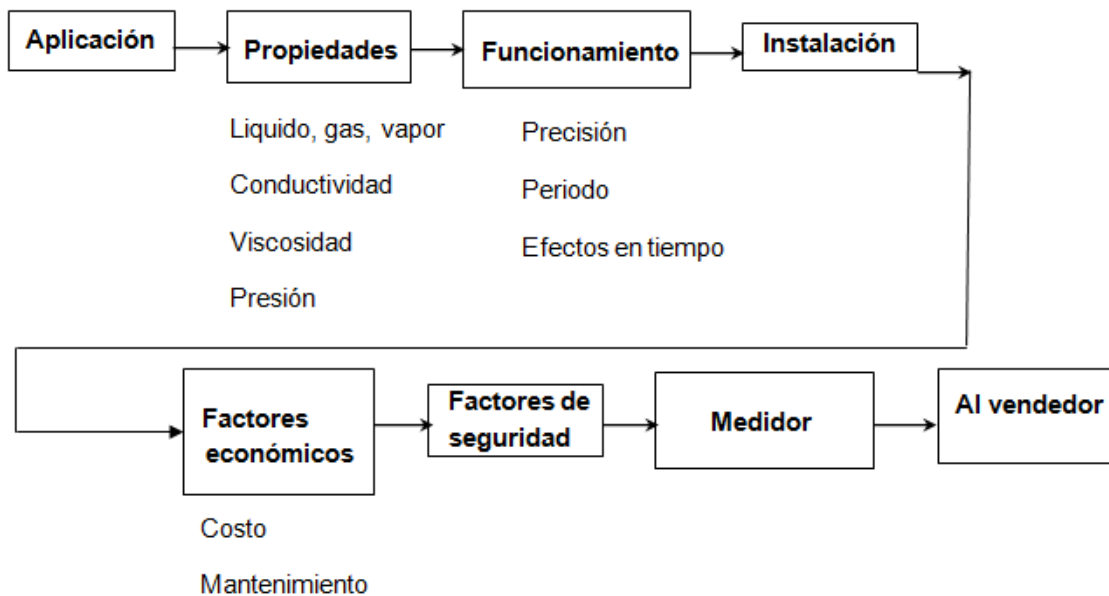 Aplicación
Propiedades
Funcionamiento
Instalación
Liquido, gas, vapor
Conductividad
Viscosidad
Presión
Precisión
Periodo
Efectos en tiempo
Factores
económicos
Factores de
seguridad
Medidor
Al vendedor
Costo
Mantenimiento